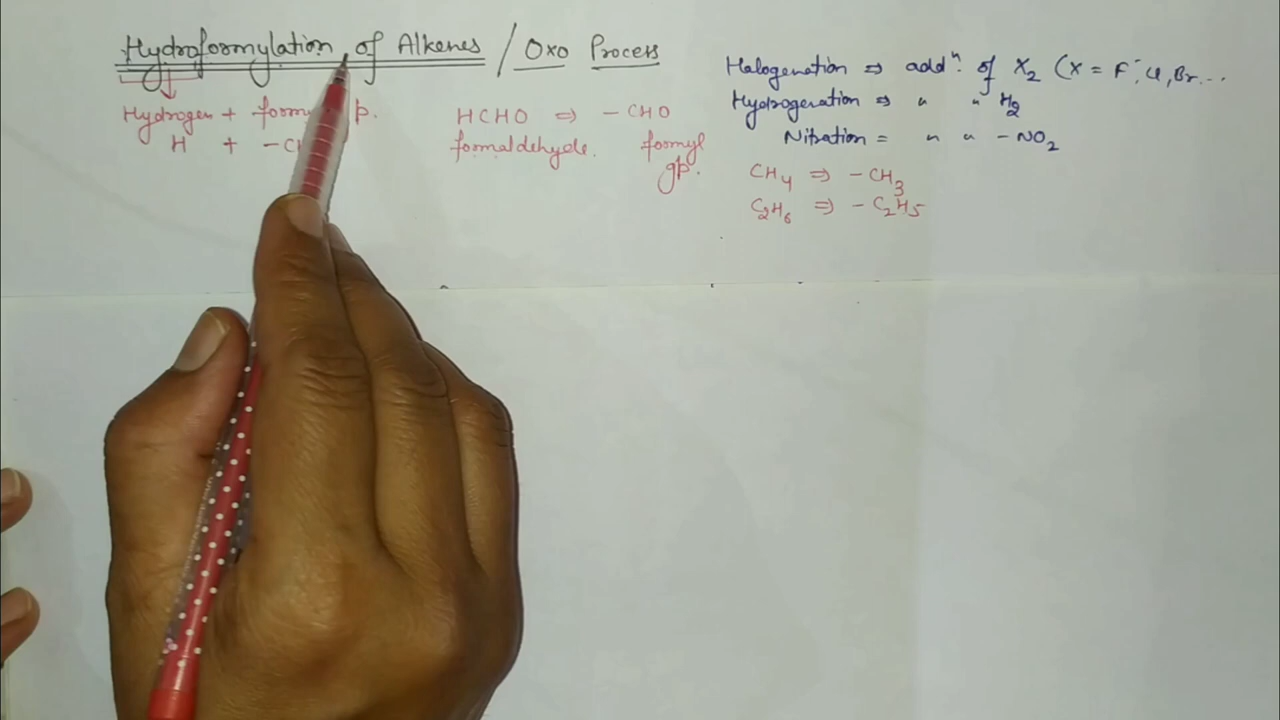 Hydroformylation of Alkenes / Oxo Process
Hydrogen + p.
H + -
HCHO ⇒ - CHO
formaldehyde. formyl
gp.
Halogenation ⇒ addⁿ. of X₂ (X = F, Cl, Br...
Hydrogenation ⇒ " " H₂
Nitration = " " - NO₂
CH₄ ⇒ - CH₃
C₂H₆ ⇒ - C₂H₅